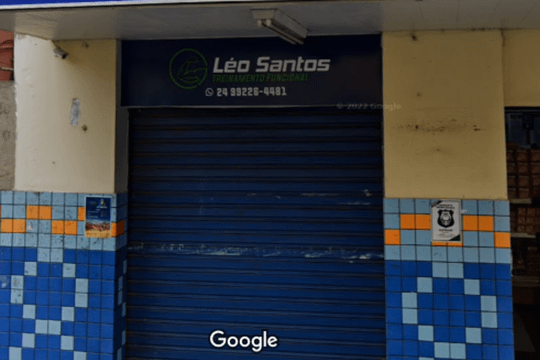 Léo Santos
TREINAMENTO FUNCIONAL
24 99226-4481
© 2022 Google
Google